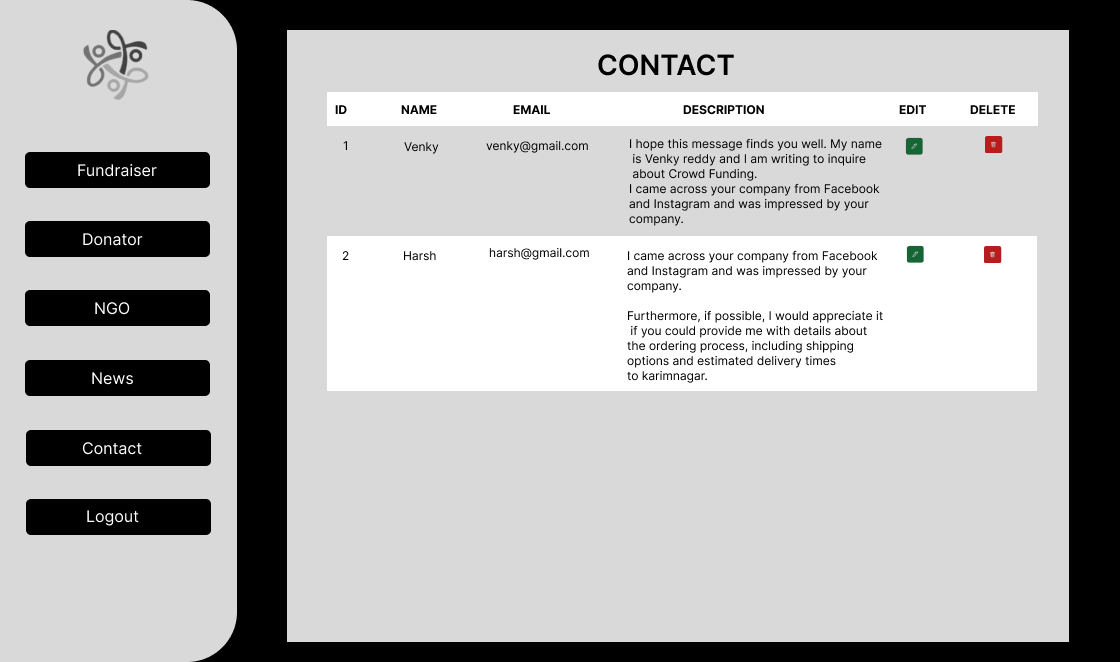 Fundraiser
Donator
NGO
News
Contact
Logout
CONTACT
ID NAME EMAIL DESCRIPTION EDIT DELETE
1 Venky venky@gmail.com I hope this message finds you well. My name
is Venky reddy and I am writing to inquire
about Crowd Funding.
I came across your company from Facebook
and Instagram and was impressed by your
company.
2 Harsh harsh@gmail.com I came across your company from Facebook
and Instagram and was impressed by your
company.
Furthermore, if possible, I would appreciate it
if you could provide me with details about
the ordering process, including shipping
options and estimated delivery times
to karimnagar.